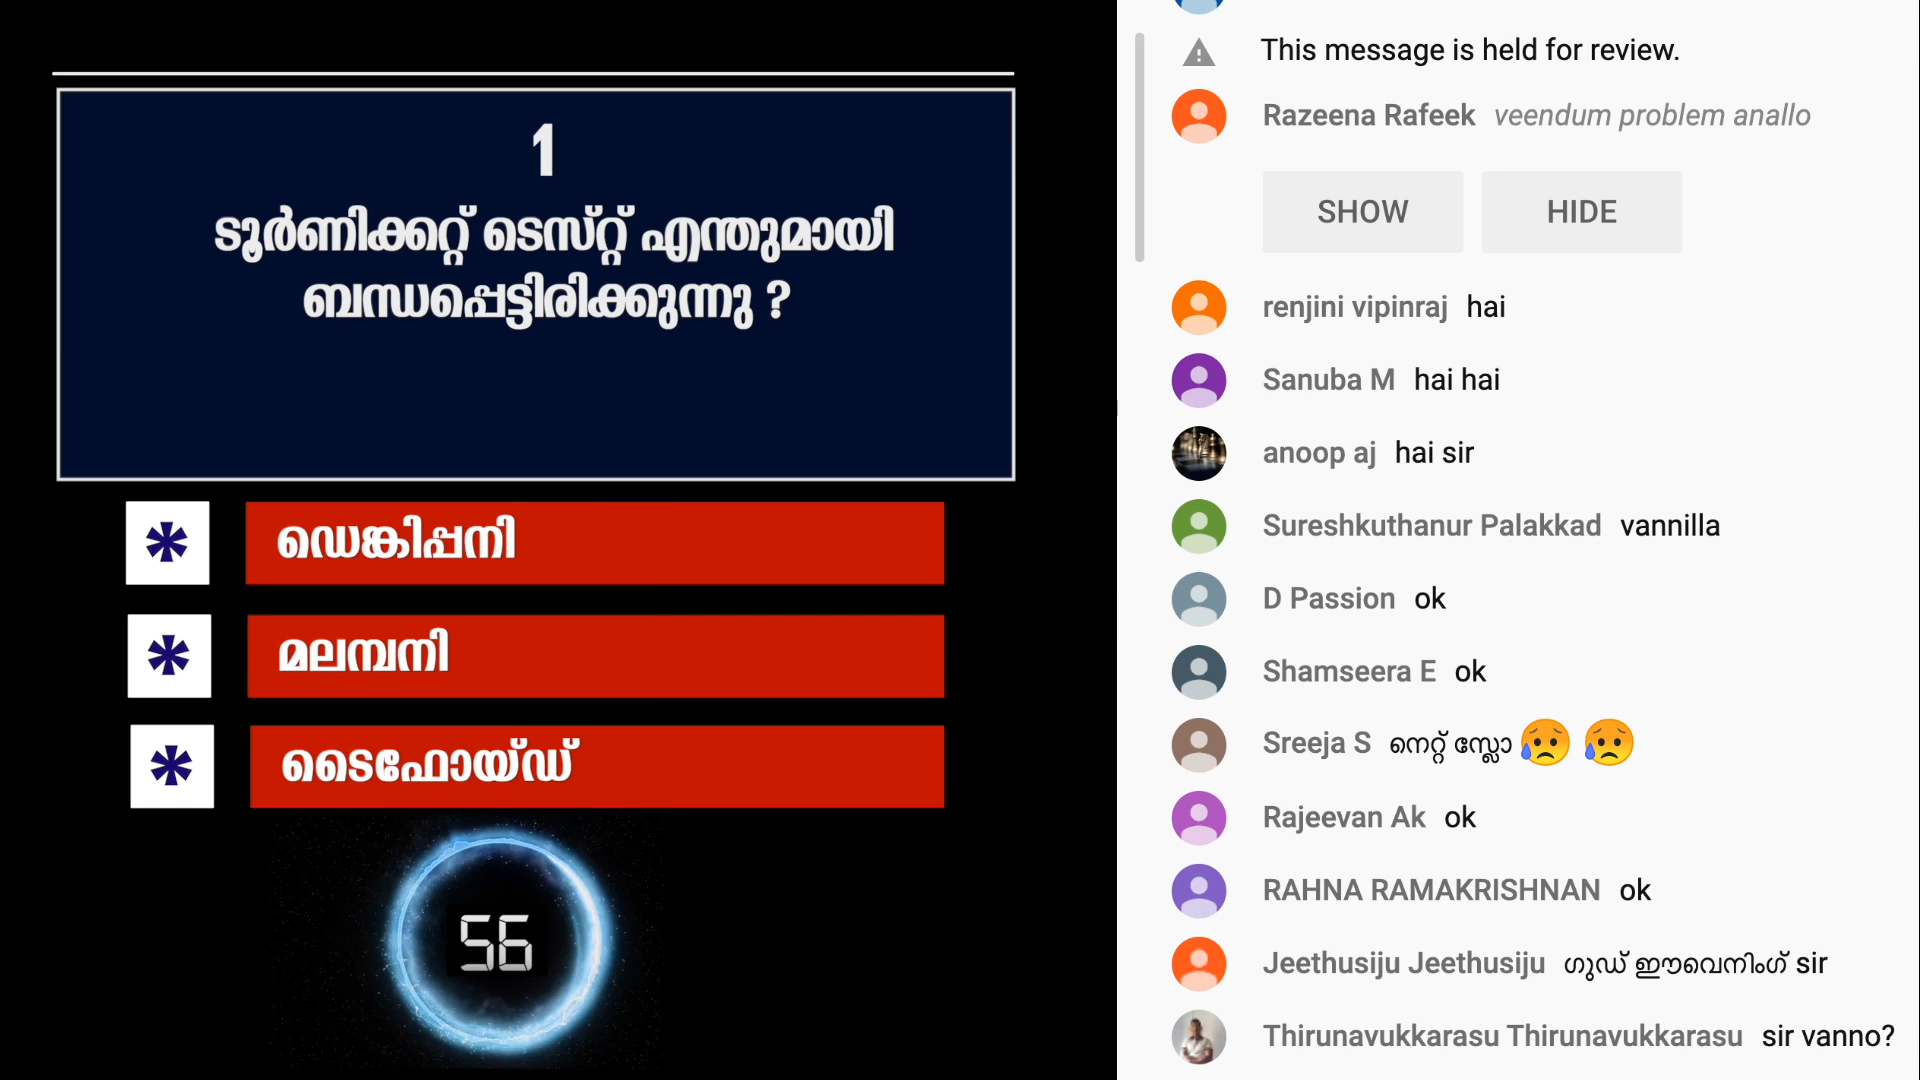 1
ടൂർണിക്കറ്റ് ടെസ്റ്റ് എന്തുമായി
ബന്ധപ്പെട്ടിരിക്കുന്നു ?
* ഡെങ്കിപ്പനി
* മലമ്പനി
* ടൈഫോയ്ഡ്
56
This message is held for review.
Razeena Rafeek veendum problem anallo
SHOW HIDE
renjini vipinraj hai
Sanuba M hai hai
anoop aj hai sir
Sureshkuthanur Palakkad vannilla
D Passion ok
Shamseera E ok
Sreeja S നെറ്റ് സ്ലോ 😥 😥
Rajeevan Ak ok
RAHNA RAMAKRISHNAN ok
Jeethusiju Jeethusiju ഗുഡ് ഈവെനിംഗ് sir
Thirunavukkarasu Thirunavukkarasu sir vanno?